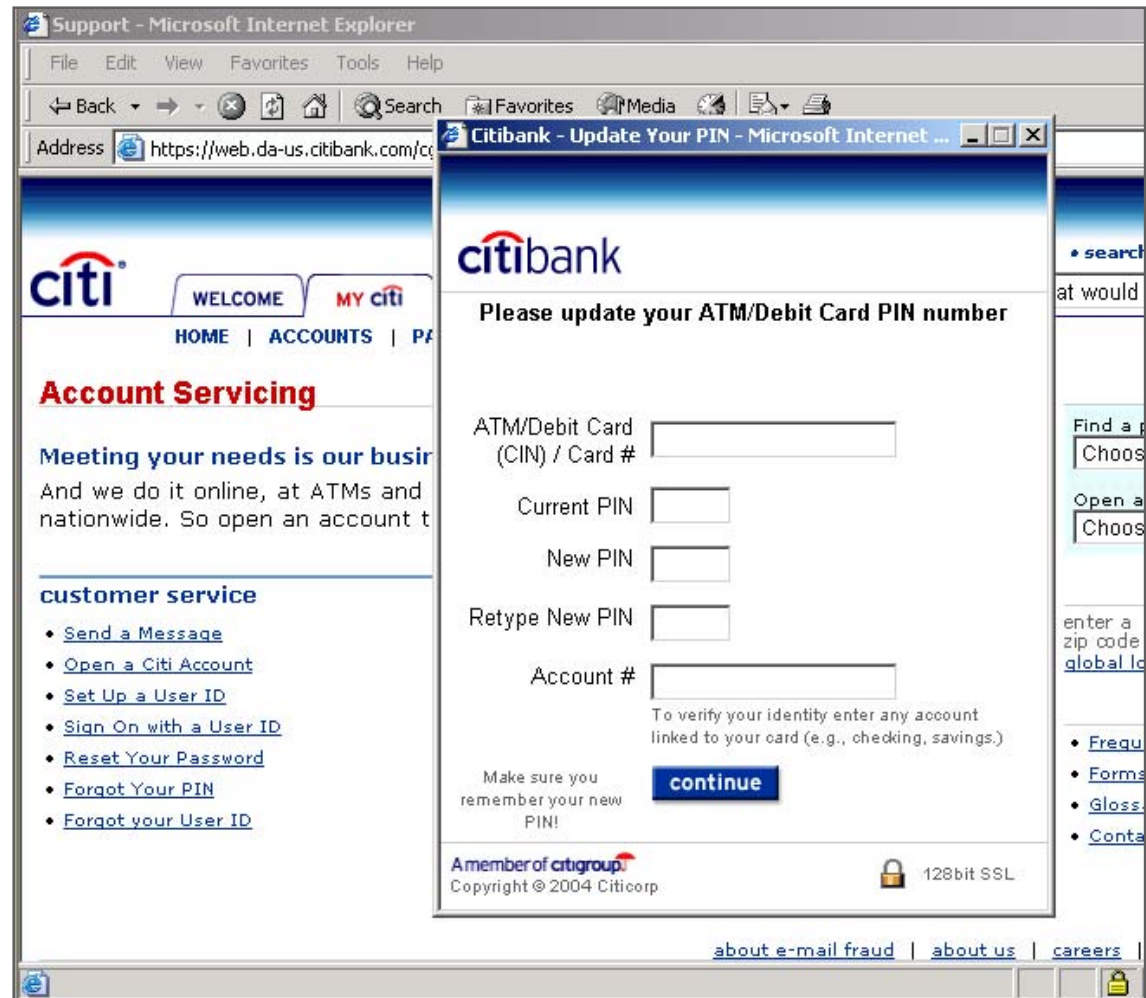 Support - Microsoft Internet Explorer
File Edit View Favorites Tools Help
Back Search Favorites Media
Address https://web.da-us.citibank.com/
citi
WELCOME MY citi
HOME | ACCOUNTS |
search
at would
Account Servicing
Meeting your needs is our
And we do it online, at ATMs and
nationwide. So open an account
customer service
Send a Message
Open a Citi Account
Set Up a User ID
Sign On with a User ID
Reset Your Password
Forgot Your PIN
Forgot your User ID
Citibank - Update Your PIN - Microsoft Internet ...
citibank
Please update your ATM/Debit Card PIN number
ATM/Debit Card
(CIN) / Card #
Current PIN
New PIN
Retype New PIN
Account #
To verify your identity enter any account
linked to your card (e.g., checking, savings.)
Make sure you
remember your new
PIN!
continue
A member of citigroup
Copyright © 2004 Citicorp
128bit SSL
Find a
Choos
Open a
Choos
enter a
zip code
global
Frequ
Forms
Gloss
Conta
about e-mail fraud | about us | careers |